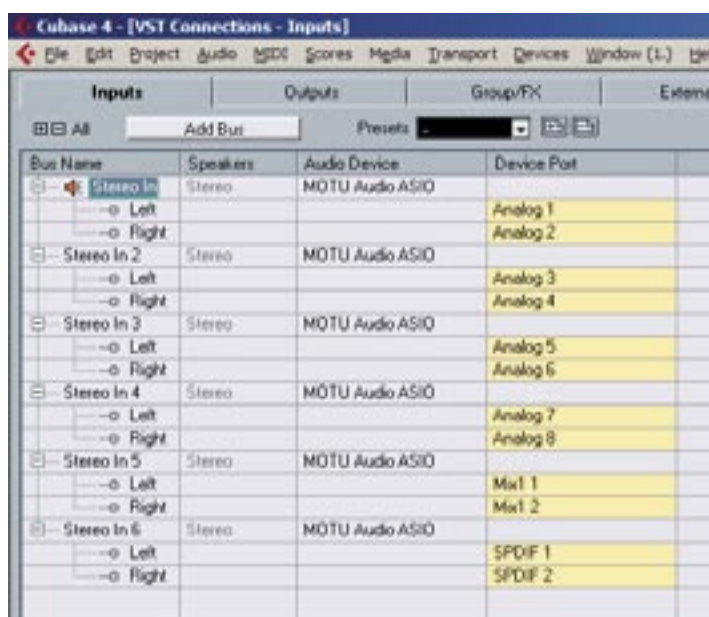 Cubase 4 - [VST Connections - Inputs]
File Edit Project Audio MIDI Scores Media Transport Devices Window (1.)
Inputs Outputs Group/FX
All Add Bus Presets -
Bus Name Speakers Audio Device Device Port
Stereo In Stereo MOTU Audio ASIO
Left Analog 1
Right Analog 2
Stereo In 2 Stereo MOTU Audio ASIO
Left Analog 3
Right Analog 4
Stereo In 3 Stereo MOTU Audio ASIO
Left Analog 5
Right Analog 6
Stereo In 4 Stereo MOTU Audio ASIO
Left Analog 7
Right Analog 8
Stereo In 5 Stereo MOTU Audio ASIO
Left Mix1 1
Right Mix1 2
Stereo In 6 Stereo MOTU Audio ASIO
Left SPDIF 1
Right SPDIF 2